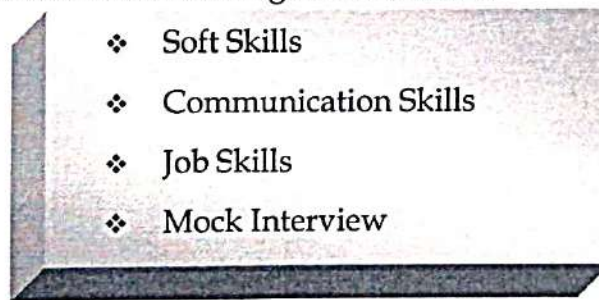 ❖ Soft Skills
❖ Communication Skills
❖ Job Skills
❖ Mock Interview